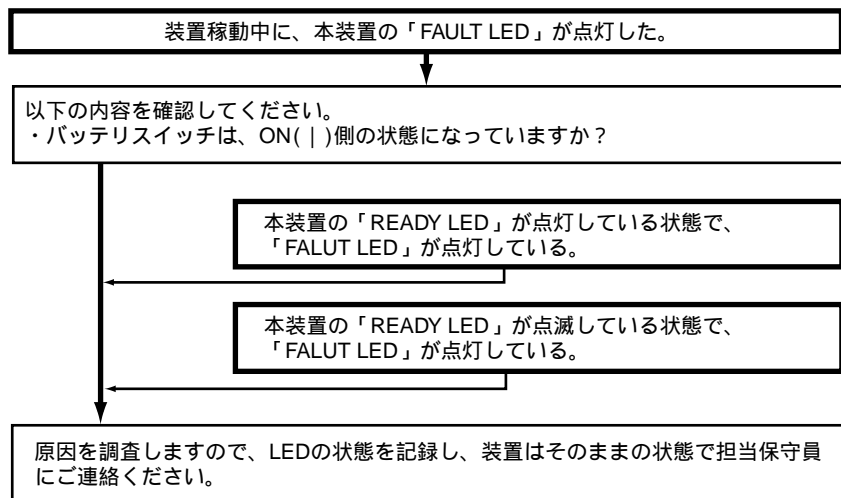 装置稼動中に、本装置の「FAULT LED」が点灯した。
以下の内容を確認してください。
・バッテリスイッチは、ON( | )側の状態になっていますか？
本装置の「READY LED」が点灯している状態で、
「FALUT LED」が点灯している。
本装置の「READY LED」が点滅している状態で、
「FALUT LED」が点灯している。
原因を調査しますので、LEDの状態を記録し、装置はそのままの状態で担当保守員
にご連絡ください。